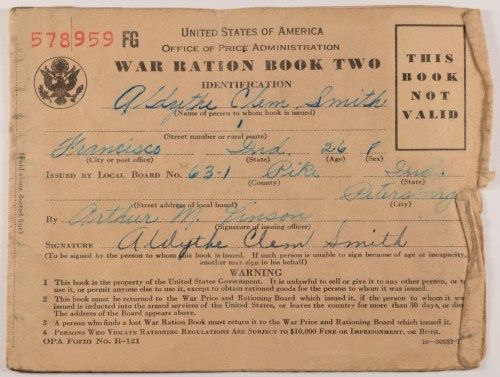 578959 FG
UNITED STATES OF AMERICA
OFFICE OF PRICE ADMINISTRATION
WAR RATION BOOK TWO
IDENTIFICATION
THIS
BOOK
NOT
VALID
Aldythe Clem Smith
(Name of person to whom book is issued)
1
(Street number or rural route)
Francisco Ind 26 F
(City or post office) (State) (Age) (Sex)
ISSUED BY LOCAL BOARD NO. 63-1 Pike Ind.
(County) (State)
(Street address of local board) (City)
By Arthur M. Vinson
(Signature of issuing officer)
SIGNATURE Aldythe Clem Smith
(To be signed by the person to whom this book is issued. If such person is unable to sign because of age or incapacity,
another may sign in his behalf)
WARNING
1 This book is the property of the United States Government. It is unlawful to sell or give it to any other person, or to
use it, or permit anyone else to use it, except to obtain rationed goods for the person to whom it was issued.
2 This book must be returned to the War Price and Rationing Board which issued it, if the person to whom it was
issued is inducted into the armed services of the United States, or leaves the country for more than 30 days, or
The address of the Board appears above.
3 A person who finds a lost War Ration Book must return it to the War Price and Rationing Board which issued it.
4 PERSONS WHO VIOLATE RATIONING REGULATIONS ARE SUBJECT TO $10,000 FINE OR IMPRISONMENT, OR BOTH.
OPA Form No. R-121